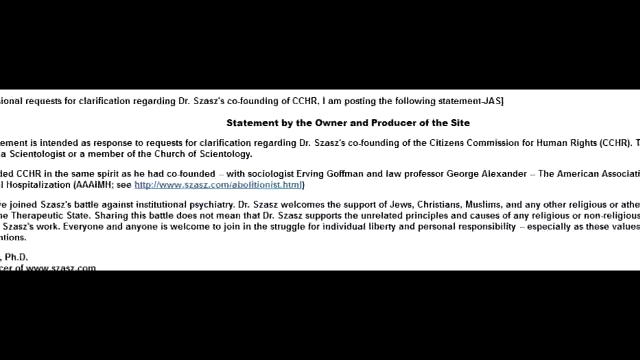 sional requests for clarification regarding Dr. Szasz's co-founding of CCHR, I am posting the following statement-JAS]
Statement by the Owner and Producer of the Site
ement is intended as response to requests for clarification regarding Dr. Szasz's co-founding of the Citizens Commission for Human Rights (CCHR). T
a Scientologist or a member of the Church of Scientology.
ded CCHR in the same spirit as he had co-founded -- with sociologist Erving Goffman and law professor George Alexander -- The American Associati
l Hospitalization (AAAIMH; see http://www.szasz.com/abolitionist.html)
ve joined Szasz's battle against institutional psychiatry. Dr. Szasz welcomes the support of Jews, Christians, Muslims, and any other religious or athe
he Therapeutic State. Sharing this battle does not mean that Dr. Szasz supports the unrelated principles and causes of any religious or non-religious
Szasz's work. Everyone and anyone is welcome to join in the struggle for individual liberty and personal responsibility -- especially as these values
ntions.
, Ph.D.
cer of www.szasz.com